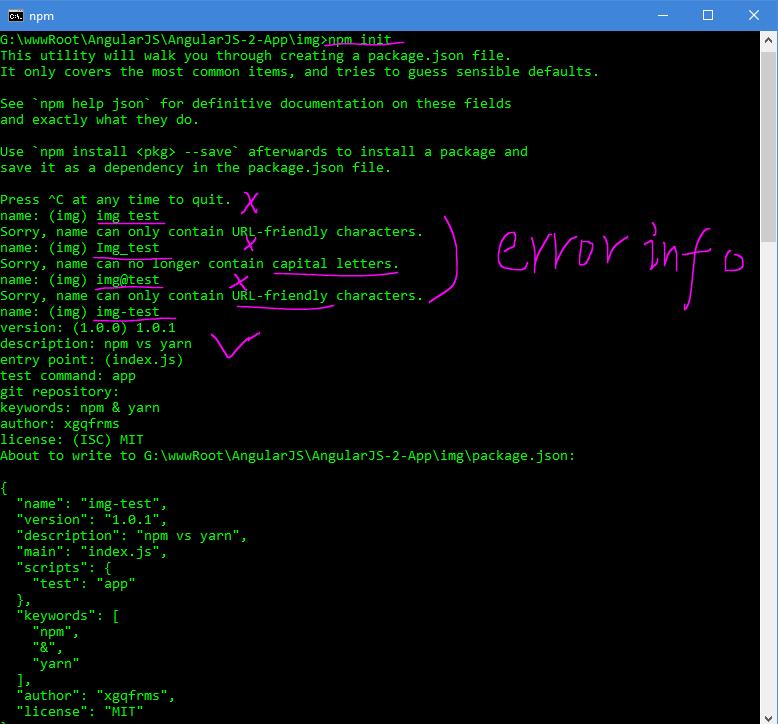 npm
G:\wwwRoot\AngularJS\AngularJS-2-App\img>npm init
This utility will walk you through creating a package.json file.
It only covers the most common items, and tries to guess sensible defaults.
See `npm help json` for definitive documentation on these fields
and exactly what they do.
Use `npm install <pkg> --save` afterwards to install a package and
save it as a dependency in the package.json file.
Press ^C at any time to quit.
name: (img) img test
Sorry, name can only contain URL-friendly characters.
name: (img) Img_test
Sorry, name can no longer contain capital letters.
name: (img) img@test
Sorry, name can only contain URL-friendly characters.
name: (img) img-test
error info
version: (1.0.0) 1.0.1
description: npm vs yarn
entry point: (index.js)
test command: app
git repository:
keywords: npm & yarn
author: xgqfrms
license: (ISC) MIT
About to write to G:\wwwRoot\AngularJS\AngularJS-2-App\img\package.json:
{
  "name": "img-test",
  "version": "1.0.1",
  "description": "npm vs yarn",
  "main": "index.js",
  "scripts": {
    "test": "app"
  },
  "keywords": [
    "npm",
    "&",
    "yarn"
  ],
  "author": "xgqfrms",
  "license": "MIT"